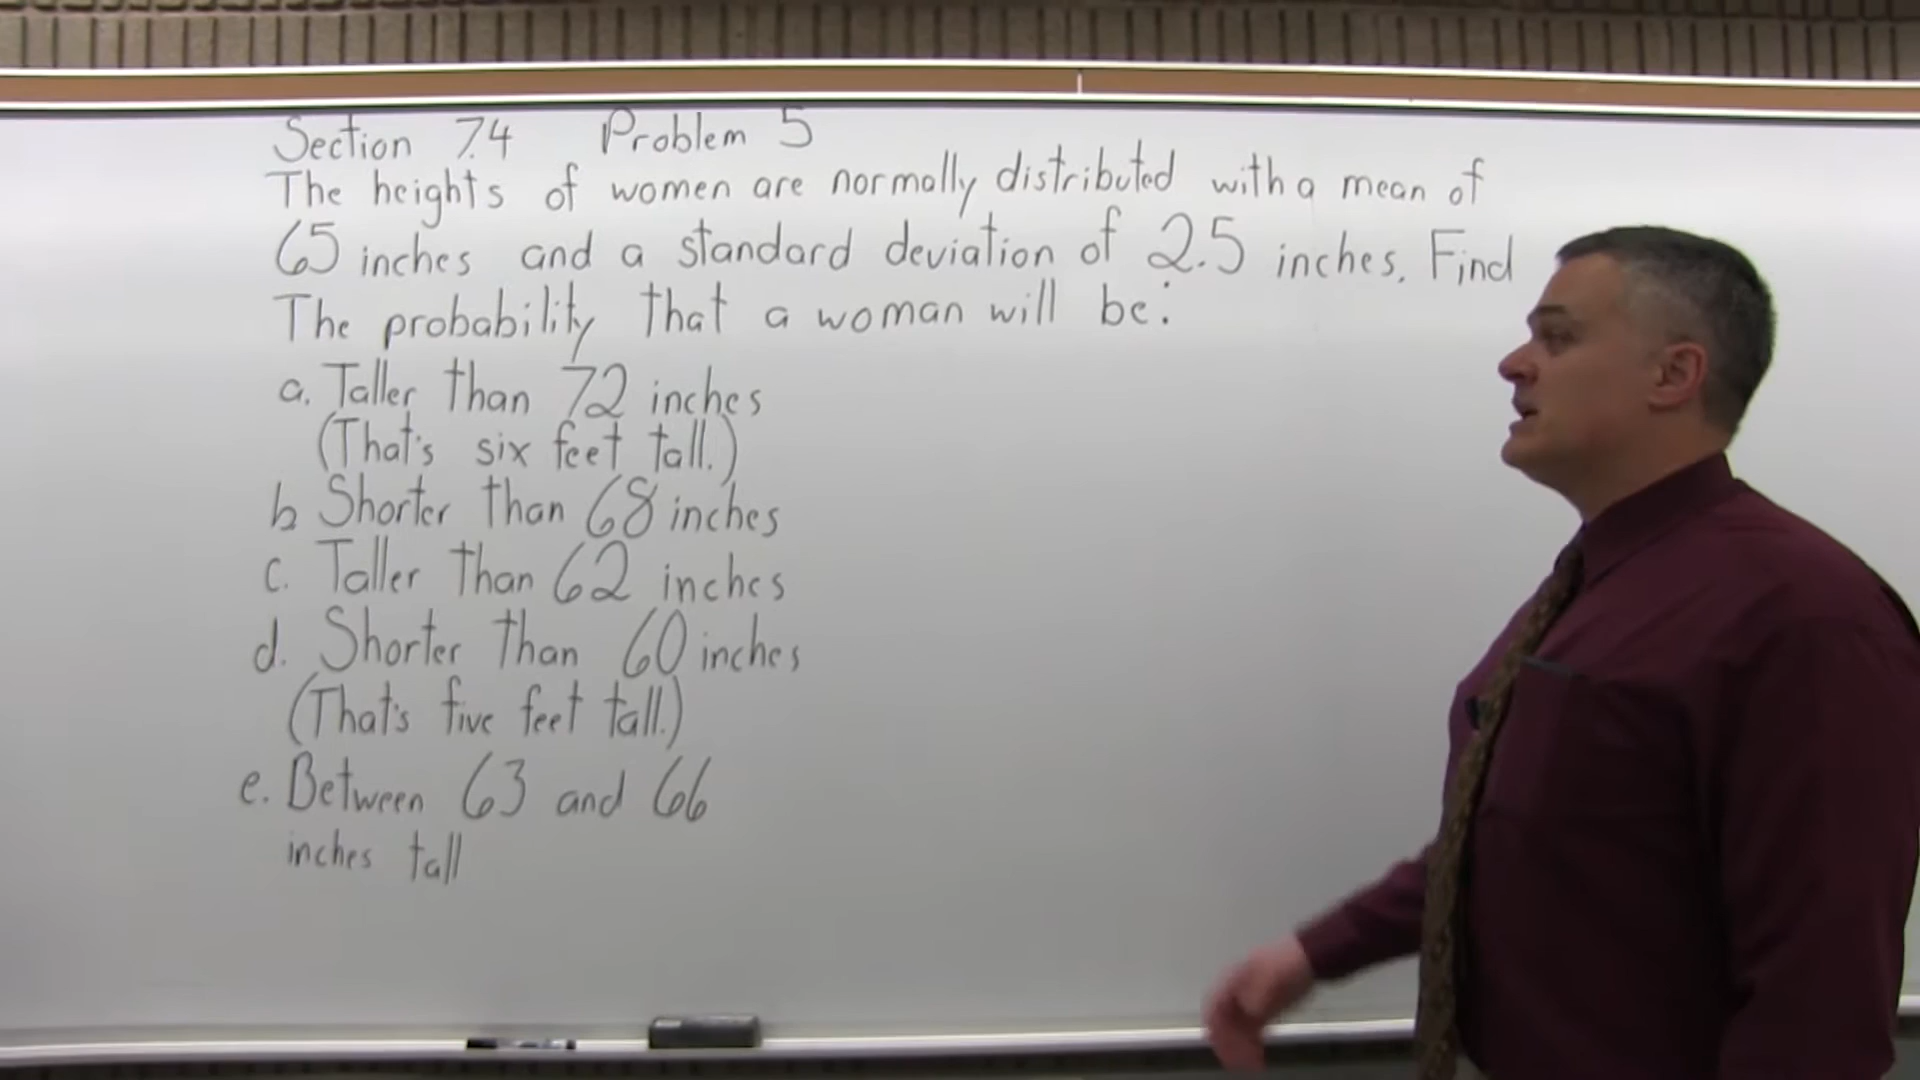 Section 7.4 Problem 5
The heights of women are normally distributed with a mean of
65 inches and a standard deviation of 2.5 inches. Find
The probability that a woman will be:
a. Taller than 72 inches
(That's six feet tall.)
b Shorter than 68 inches
c. Taller than 62 inches
d. Shorter than 60 inches
(That's five feet tall.)
e. Between 63 and 66
inches tall